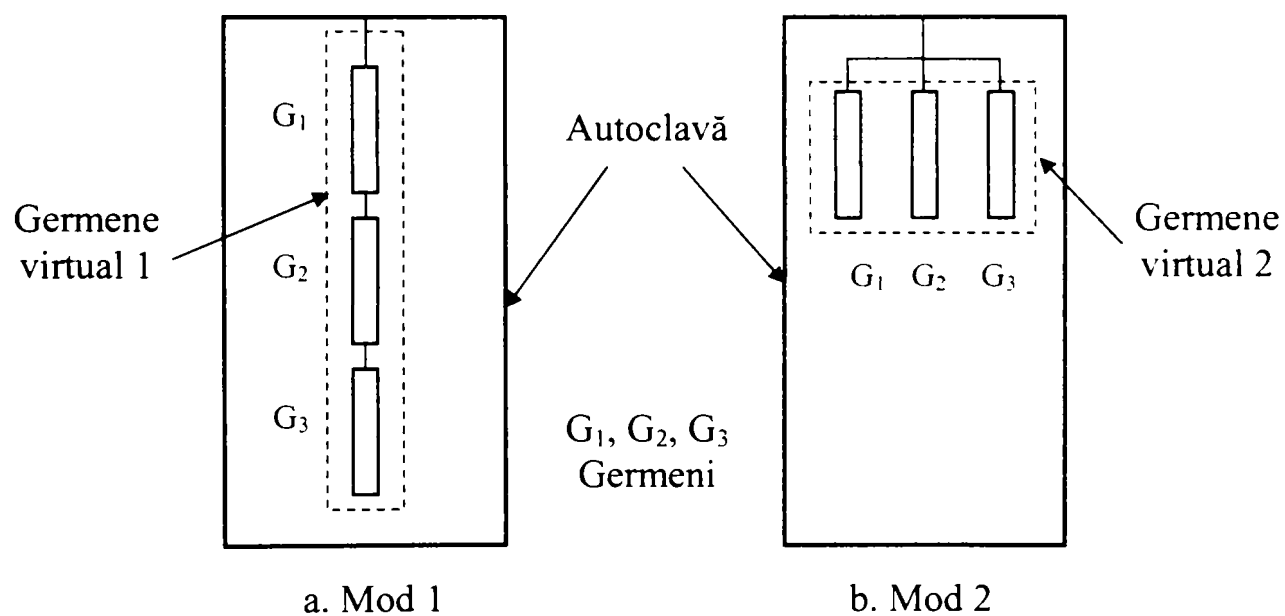 G₁
G₂
G₃
Germene
virtual 1
Autoclavă
G₁, G₂, G₃
Germeni
G₁ G₂ G₃
Germene
virtual 2
a. Mod 1
b. Mod 2